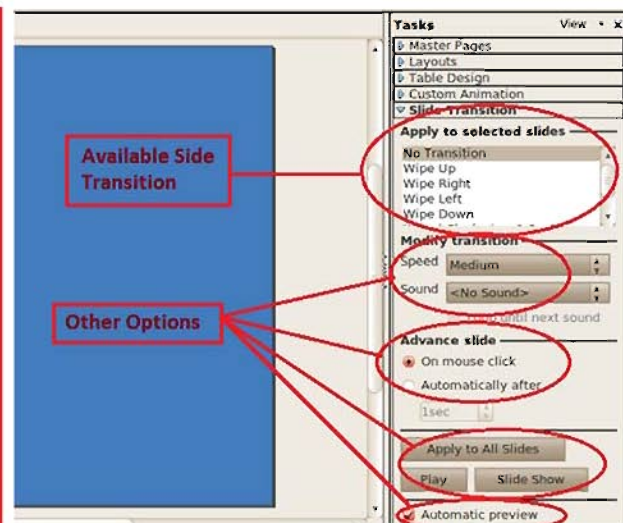 Tasks View
Master Pages
Layouts
Table Design
Custom Animation
Slide Transition
Apply to selected slides
No Transition
Wipe Up
Wipe Right
Wipe Left
Wipe Down
Modify transition
Speed Medium
Sound <No Sound>
until next sound
Advance slide
On mouse click
Automatically after
1sec
Apply to All Slides
Play Slide Show
Automatic preview
Available Side
Transition
Other Options